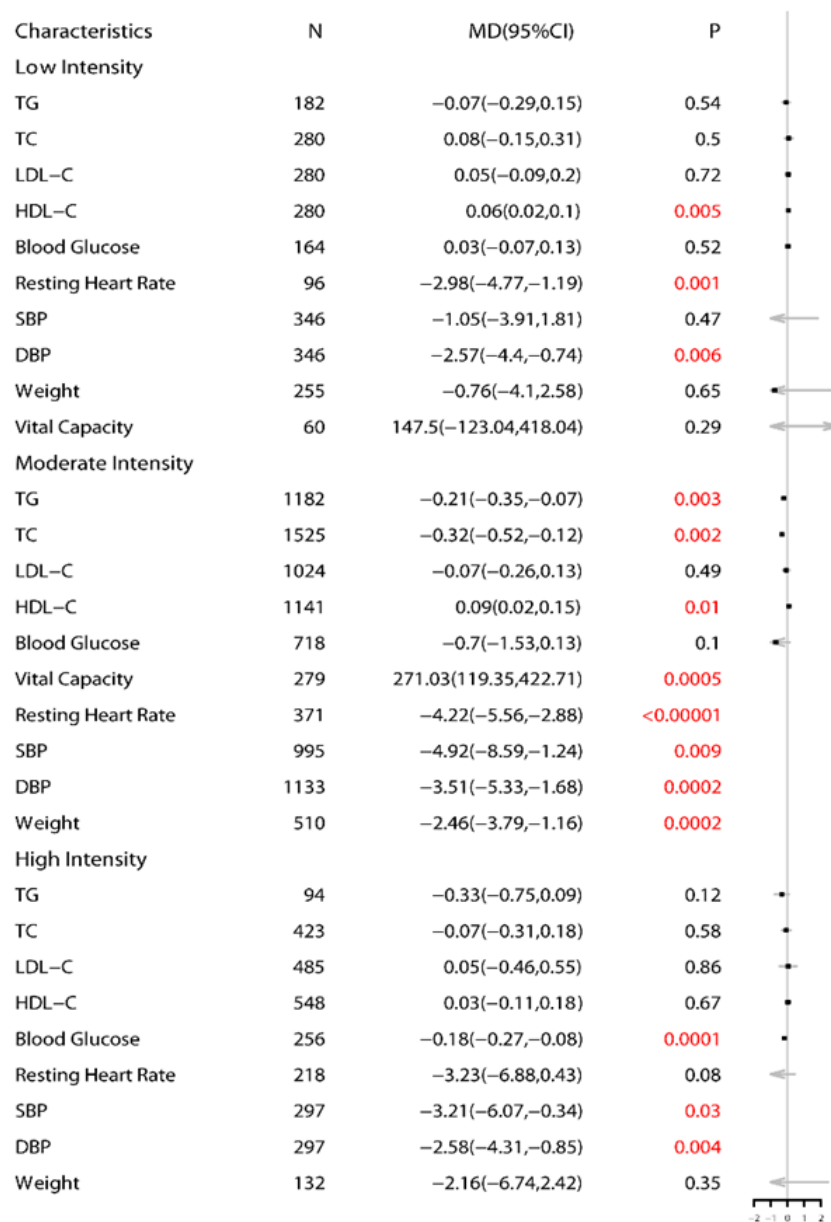 Characteristics N MD(95%CI) P
Low Intensity
TG 182 −0.07(−0.29,0.15) 0.54
TC 280 0.08(−0.15,0.31) 0.5
LDL−C 280 0.05(−0.09,0.2) 0.72
HDL−C 280 0.06(0.02,0.1) 0.005
Blood Glucose 164 0.03(−0.07,0.13) 0.52
Resting Heart Rate 96 −2.98(−4.77,−1.19) 0.001
SBP 346 −1.05(−3.91,1.81) 0.47
DBP 346 −2.57(−4.4,−0.74) 0.006
Weight 255 −0.76(−4.1,2.58) 0.65
Vital Capacity 60 147.5(−123.04,418.04) 0.29
Moderate Intensity
TG 1182 −0.21(−0.35,−0.07) 0.003
TC 1525 −0.32(−0.52,−0.12) 0.002
LDL−C 1024 −0.07(−0.26,0.13) 0.49
HDL−C 1141 0.09(0.02,0.15) 0.01
Blood Glucose 718 −0.7(−1.53,0.13) 0.1
Vital Capacity 279 271.03(119.35,422.71) 0.0005
Resting Heart Rate 371 −4.22(−5.56,−2.88) <0.00001
SBP 995 −4.92(−8.59,−1.24) 0.009
DBP 1133 −3.51(−5.33,−1.68) 0.0002
Weight 510 −2.46(−3.79,−1.16) 0.0002
High Intensity
TG 94 −0.33(−0.75,0.09) 0.12
TC 423 −0.07(−0.31,0.18) 0.58
LDL−C 485 0.05(−0.46,0.55) 0.86
HDL−C 548 0.03(−0.11,0.18) 0.67
Blood Glucose 256 −0.18(−0.27,−0.08) 0.0001
Resting Heart Rate 218 −3.23(−6.88,0.43) 0.08
SBP 297 −3.21(−6.07,−0.34) 0.03
DBP 297 −2.58(−4.31,−0.85) 0.004
Weight 132 −2.16(−6.74,2.42) 0.35
−2 −1 0 1 2